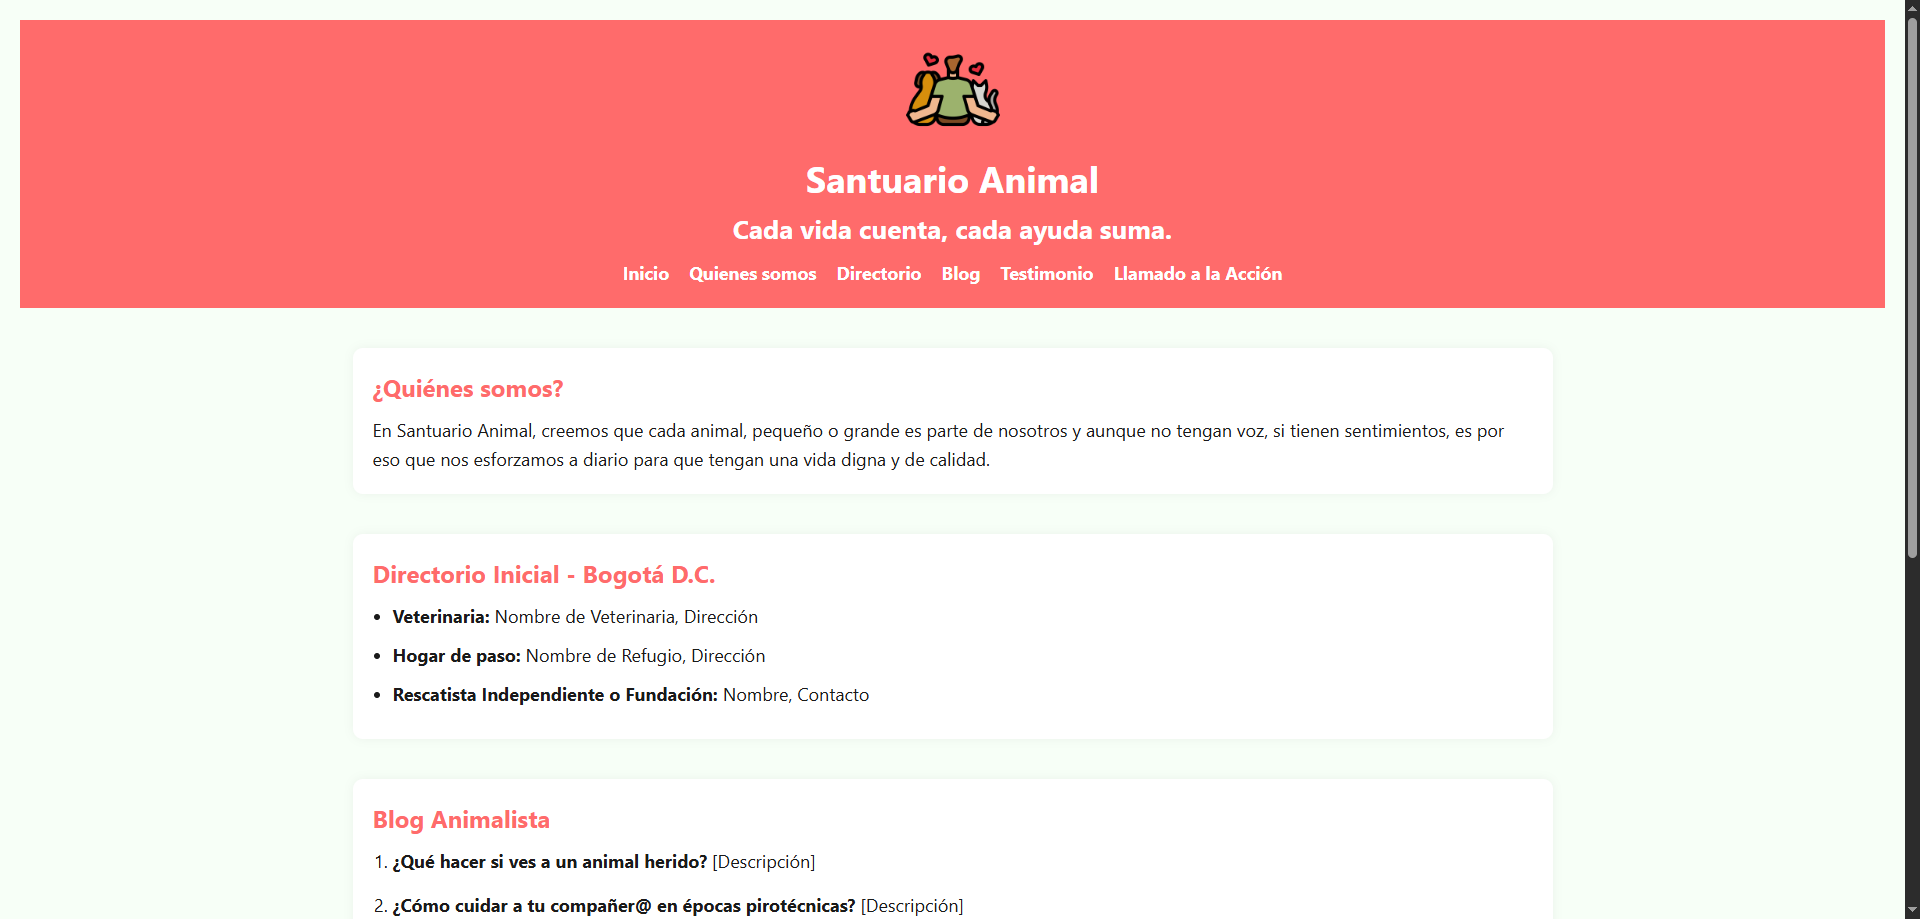 Santuario Animal
Cada vida cuenta, cada ayuda suma.
Inicio Quienes somos Directorio Blog Testimonio Llamado a la Acción
¿Quiénes somos?
En Santuario Animal, creemos que cada animal, pequeño o grande es parte de nosotros y aunque no tengan voz, si tienen sentimientos, es por
eso que nos esforzamos a diario para que tengan una vida digna y de calidad.
Directorio Inicial - Bogotá D.C.
• Veterinaria: Nombre de Veterinaria, Dirección
• Hogar de paso: Nombre de Refugio, Dirección
• Rescatista Independiente o Fundación: Nombre, Contacto
Blog Animalista
1. ¿Qué hacer si ves a un animal herido? [Descripción]
2. ¿Cómo cuidar a tu compañer@ en épocas pirotécnicas? [Descripción]